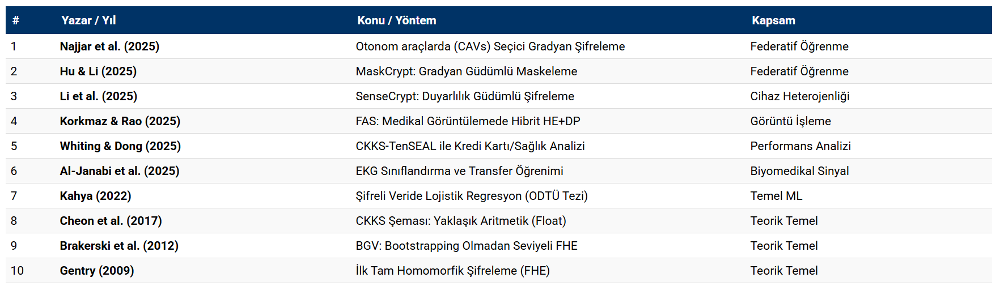 # Yazar / Yıl Konu / Yöntem Kapsam
1 Najjar et al. (2025) Otonom araçlarda (CAVs) Seçici Gradyan Şifreleme Federatif Öğrenme
2 Hu & Li (2025) MaskCrypt: Gradyan Güdümlü Maskeleme Federatif Öğrenme
3 Li et al. (2025) SenseCrypt: Duyarlılık Güdümlü Şifreleme Cihaz Heterojenliği
4 Korkmaz & Rao (2025) FAS: Medikal Görüntülemede Hibrit HE+DP Görüntü İşleme
5 Whiting & Dong (2025) CKKS-TenSEAL ile Kredi Kartı/Sağlık Analizi Performans Analizi
6 Al-Janabi et al. (2025) EKG Sınıflandırma ve Transfer Öğrenimi Biyomedikal Sinyal
7 Kahya (2022) Şifreli Veride Lojistik Regresyon (ODTÜ Tezi) Temel ML
8 Cheon et al. (2017) CKKS Şeması: Yaklaşık Aritmetik (Float) Teorik Temel
9 Brakerski et al. (2012) BGV: Bootstrapping Olmadan Seviyeli FHE Teorik Temel
10 Gentry (2009) İlk Tam Homomorfik Şifreleme (FHE) Teorik Temel